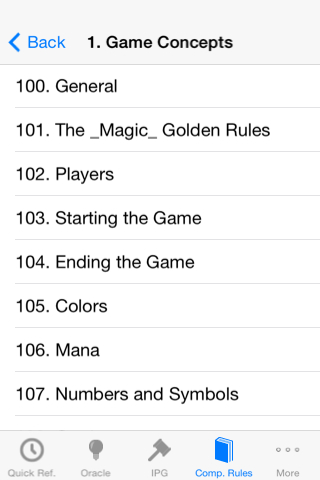 Back
1. Game Concepts
100. General
101. The _Magic_ Golden Rules
102. Players
103. Starting the Game
104. Ending the Game
105. Colors
106. Mana
107. Numbers and Symbols
Quick Ref.
Oracle
IPG
Comp. Rules
More